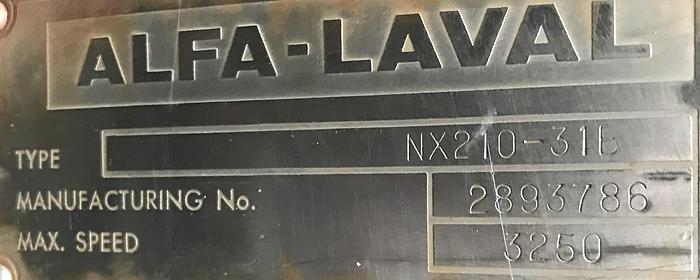 ALFA-LAVAL
TYPE NX210-31B
MANUFACTURING No. 2893786
MAX. SPEED 3250